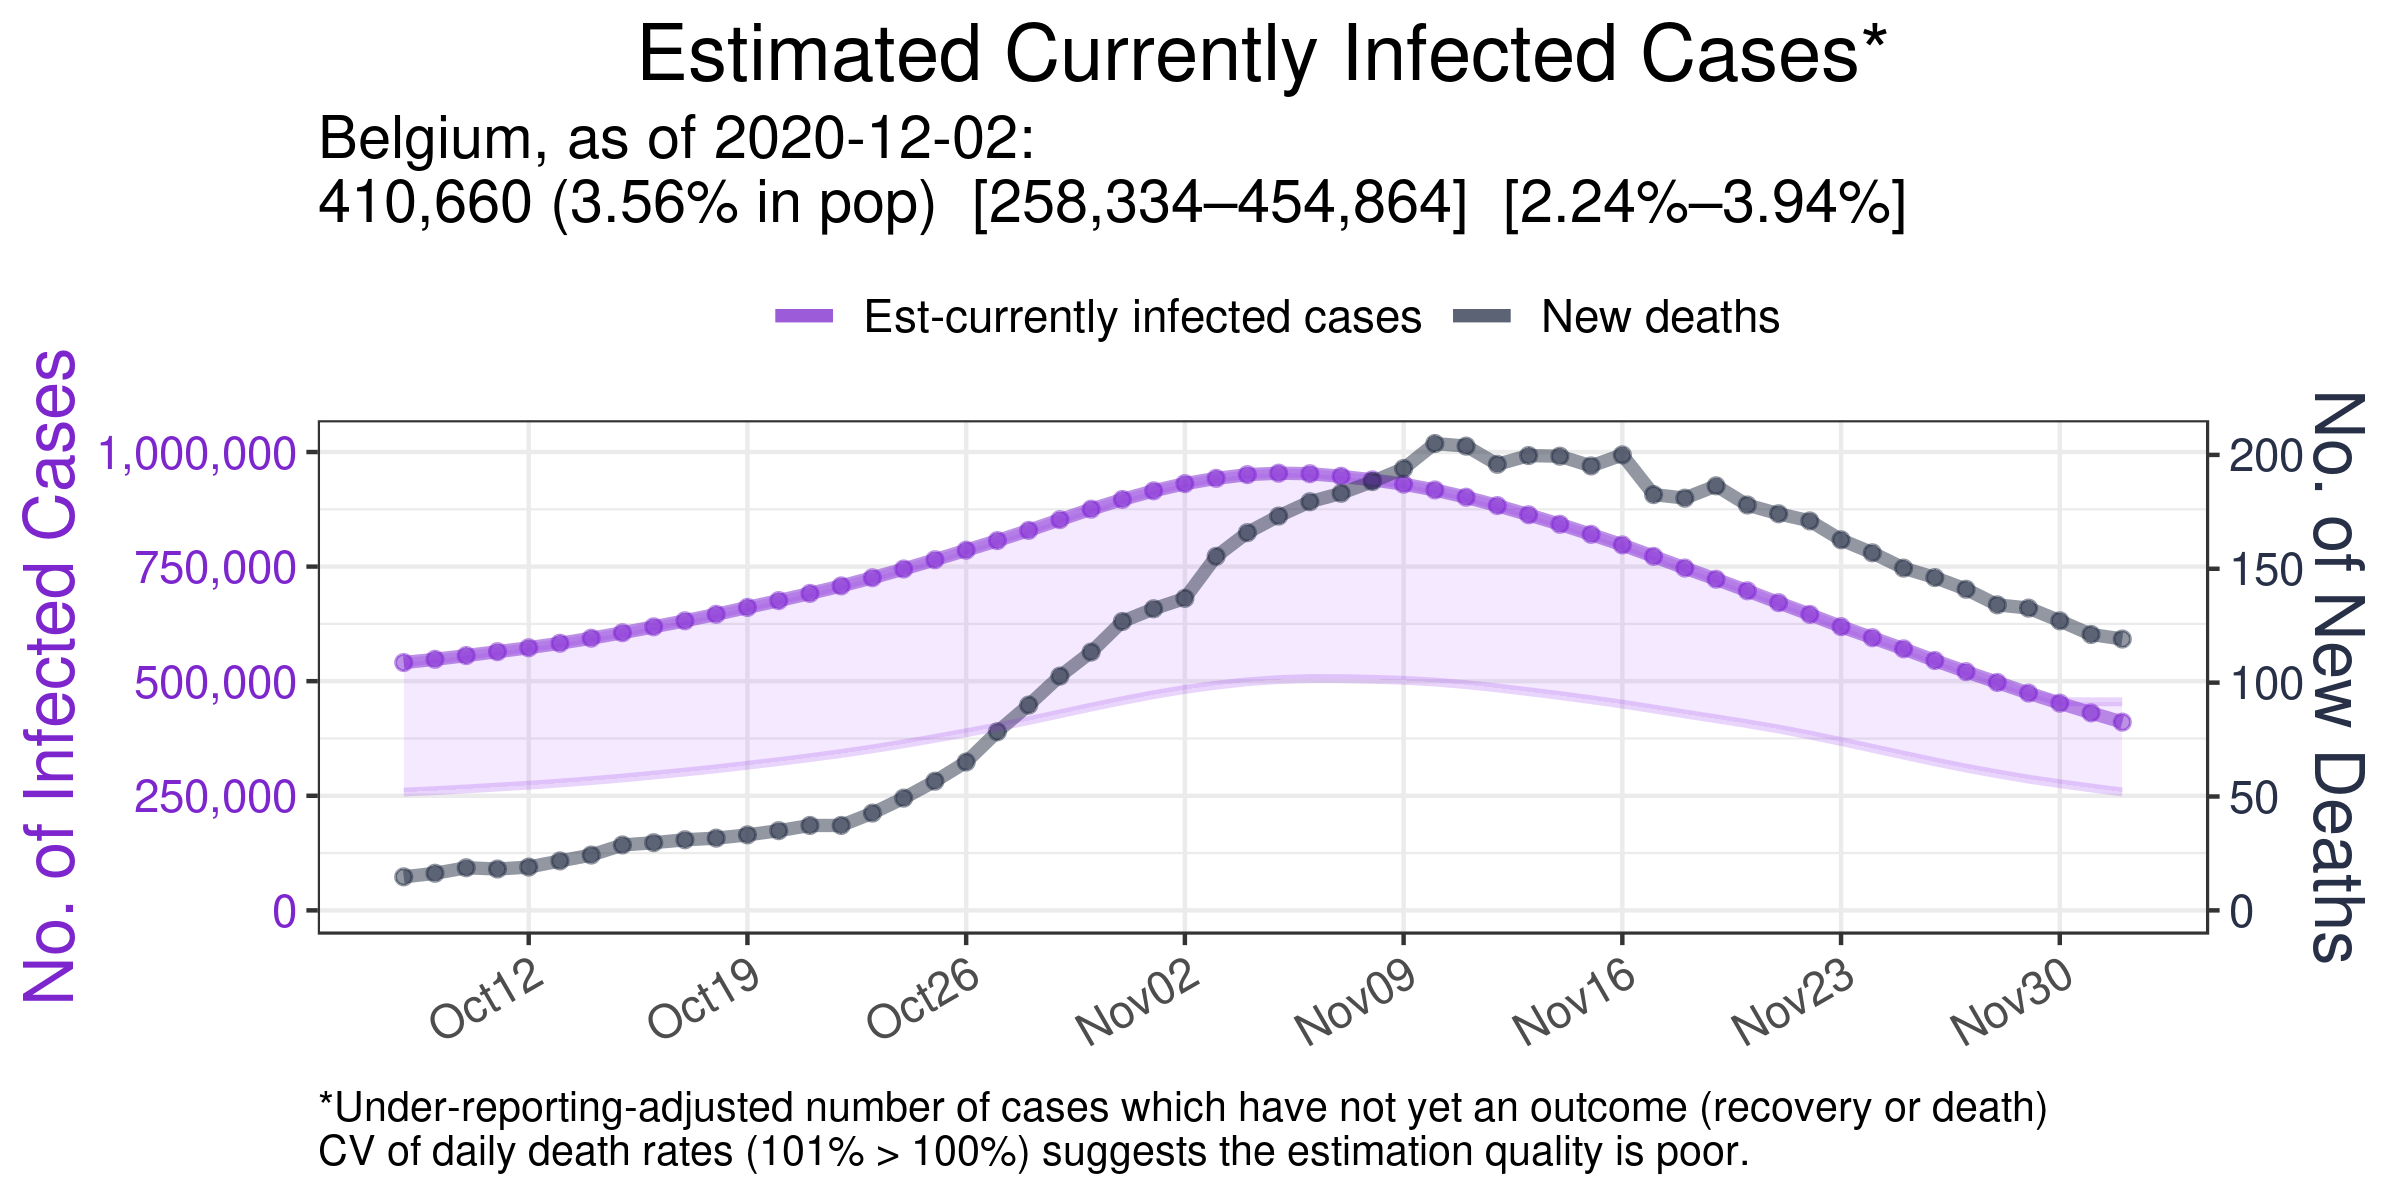 Estimated Currently Infected Cases*
Belgium, as of 2020-12-02:
410,660 (3.56% in pop) [258,334–454,864] [2.24%–3.94%]
Est-currently infected cases New deaths
No. of Infected Cases
1,000,000
750,000
500,000
250,000
0
200
150
100
50
0
No. of New Deaths
Oct12 Oct19 Oct26 Nov02 Nov09 Nov16 Nov23 Nov30
*Under-reporting-adjusted number of cases which have not yet an outcome (recovery or death)
CV of daily death rates (101% > 100%) suggests the estimation quality is poor.